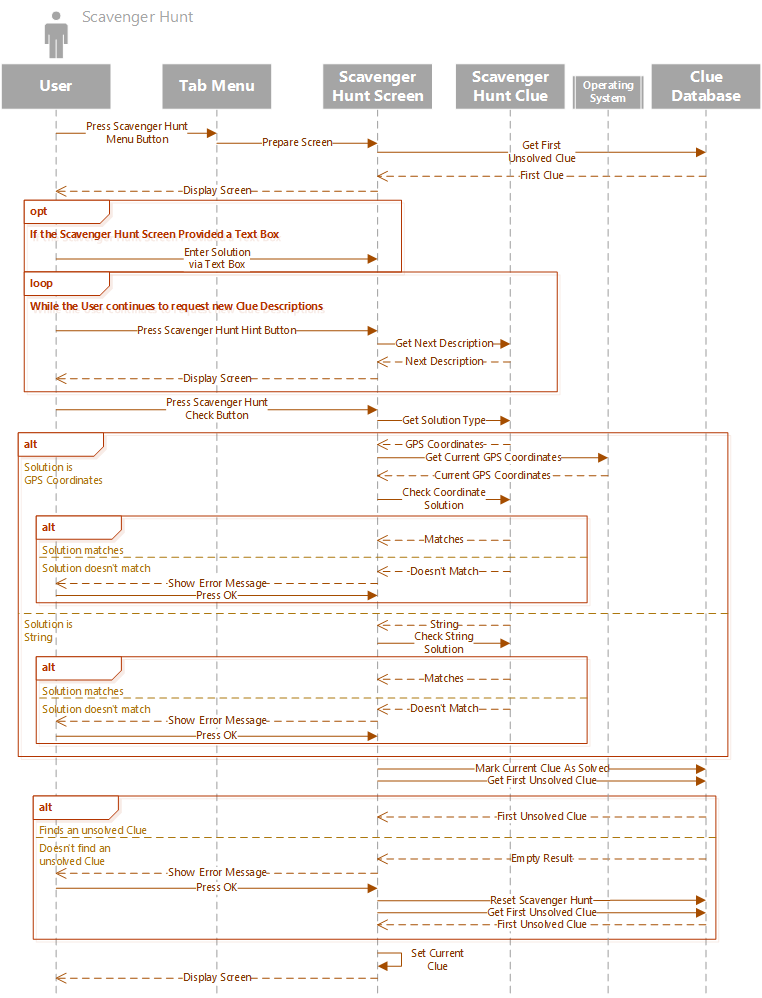 Scavenger Hunt
User
Tab Menu
Scavenger
Hunt Screen
Scavenger
Hunt Clue
Operating
System
Clue
Database
Press Scavenger Hunt
Menu Button
Prepare Screen
Get First
Unsolved Clue
First Clue
Display Screen
opt
If the Scavenger Hunt Screen Provided a Text Box
Enter Solution
via Text Box
loop
While the User continues to request new Clue Descriptions
Press Scavenger Hunt Hint Button
Get Next Description
Next Description
Display Screen
Press Scavenger Hunt
Check Button
Get Solution Type
alt
GPS Coordinates
Solution is
GPS Coordinates
Get Current GPS Coordinates
Current GPS Coordinates
Check Coordinate
Solution
alt
Matches
Solution matches
Solution doesn't match
Doesn't Match
Show Error Message
Press OK
Solution is
String
String
Check String
Solution
alt
Matches
Solution matches
Solution doesn't match
Doesn't Match
Show Error Message
Press OK
Mark Current Clue As Solved
Get First Unsolved Clue
alt
First Unsolved Clue
Finds an unsolved Clue
Doesn't find an
unsolved Clue
Empty Result
Show Error Message
Press OK
Reset Scavenger Hunt
Get First Unsolved Clue
First Unsolved Clue
Set Current
Clue
Display Screen